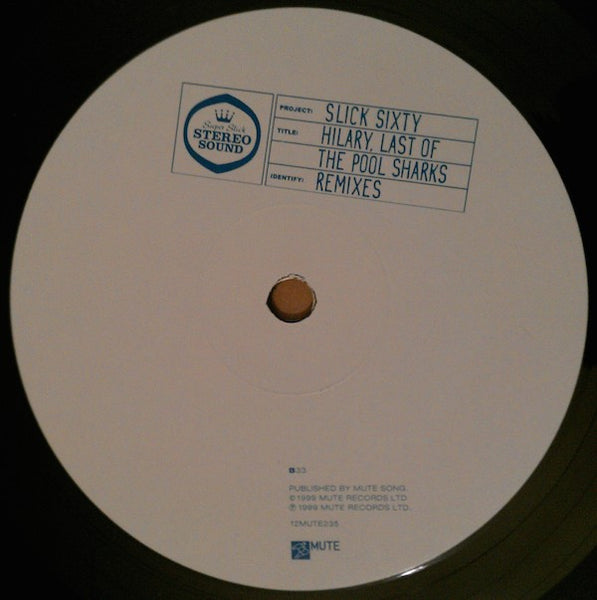 Super Slick
STEREO
SOUND
PROJECT: SLICK SIXTY
TITLE: HILARY, LAST OF
THE POOL SHARKS
IDENTIFY: REMIXES
B 33
PUBLISHED BY MUTE SONG.
© 1999 MUTE RECORDS LTD
℗ 1999 MUTE RECORDS LTD.
12MUTE235
MUTE